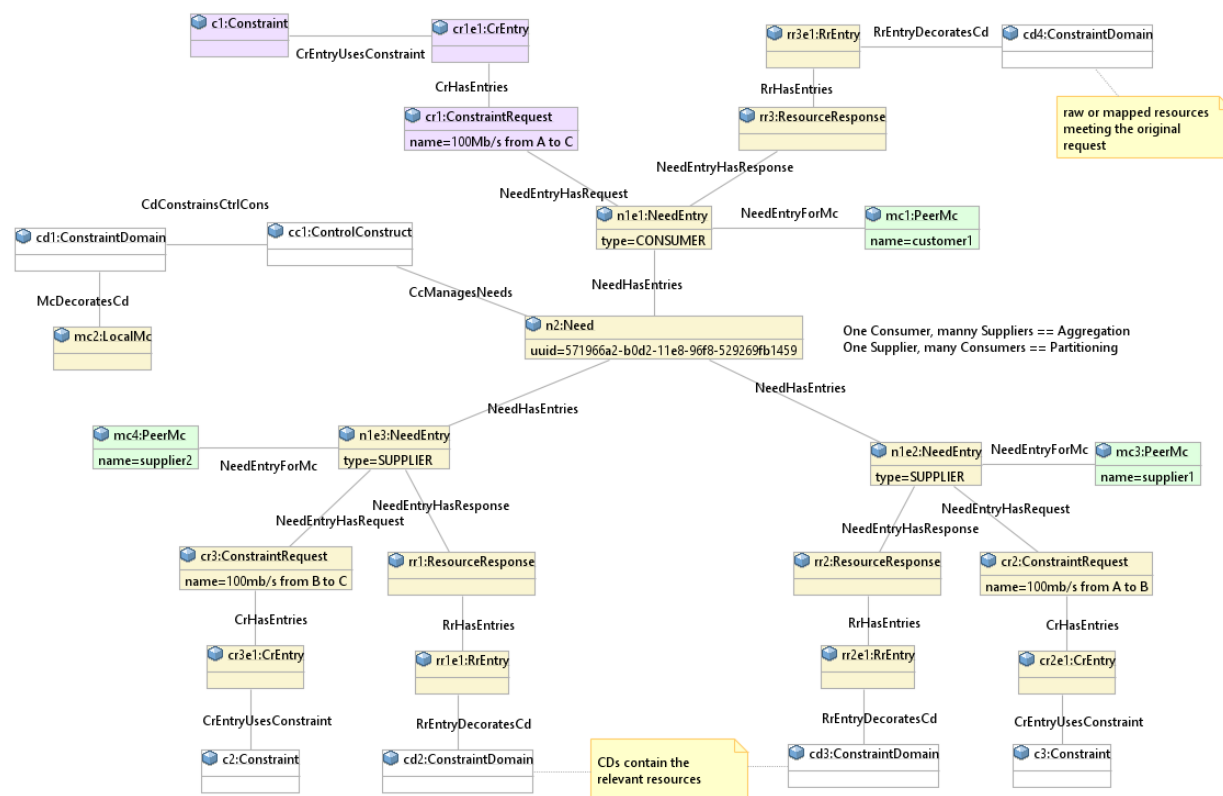 c1:Constraint
CrEntryUsesConstraint
cr1e1:CrEntry
rr3e1:RrEntry
RrEntryDecoratesCd
cd4:ConstraintDomain
CrHasEntries
RrHasEntries
cr1:ConstraintRequest
name=100Mb/s from A to C
rr3:ResourceResponse
raw or mapped resources
meeting the original
request
NeedEntryHasRequest
NeedEntryHasResponse
CdConstrainsCtrlCons
cd1:ConstraintDomain
cc1:ControlConstruct
n1e1:NeedEntry
type=CONSUMER
NeedEntryForMc
mc1:PeerMc
name=customer1
McDecoratesCd
CcManagesNeeds
NeedHasEntries
mc2:LocalMc
n2:Need
uuid=571966a2-b0d2-11e8-96f8-529269fb1459
One Consumer, manny Suppliers == Aggregation
One Supplier, many Consumers == Partitioning
NeedHasEntries
NeedHasEntries
mc4:PeerMc
name=supplier2
NeedEntryForMc
n1e3:NeedEntry
type=SUPPLIER
n1e2:NeedEntry
type=SUPPLIER
NeedEntryForMc
mc3:PeerMc
name=supplier1
NeedEntryHasResponse
NeedEntryHasRequest
NeedEntryHasRequest
NeedEntryHasResponse
cr3:ConstraintRequest
name=100mb/s from B to C
rr1:ResourceResponse
rr2:ResourceResponse
cr2:ConstraintRequest
name=100mb/s from A to B
CrHasEntries
RrHasEntries
RrHasEntries
CrHasEntries
cr3e1:CrEntry
rr1e1:RrEntry
rr2e1:RrEntry
cr2e1:CrEntry
CrEntryUsesConstraint
RrEntryDecoratesCd
RrEntryDecoratesCd
CrEntryUsesConstraint
c2:Constraint
cd2:ConstraintDomain
CDs contain the
relevant resources
cd3:ConstraintDomain
c3:Constraint